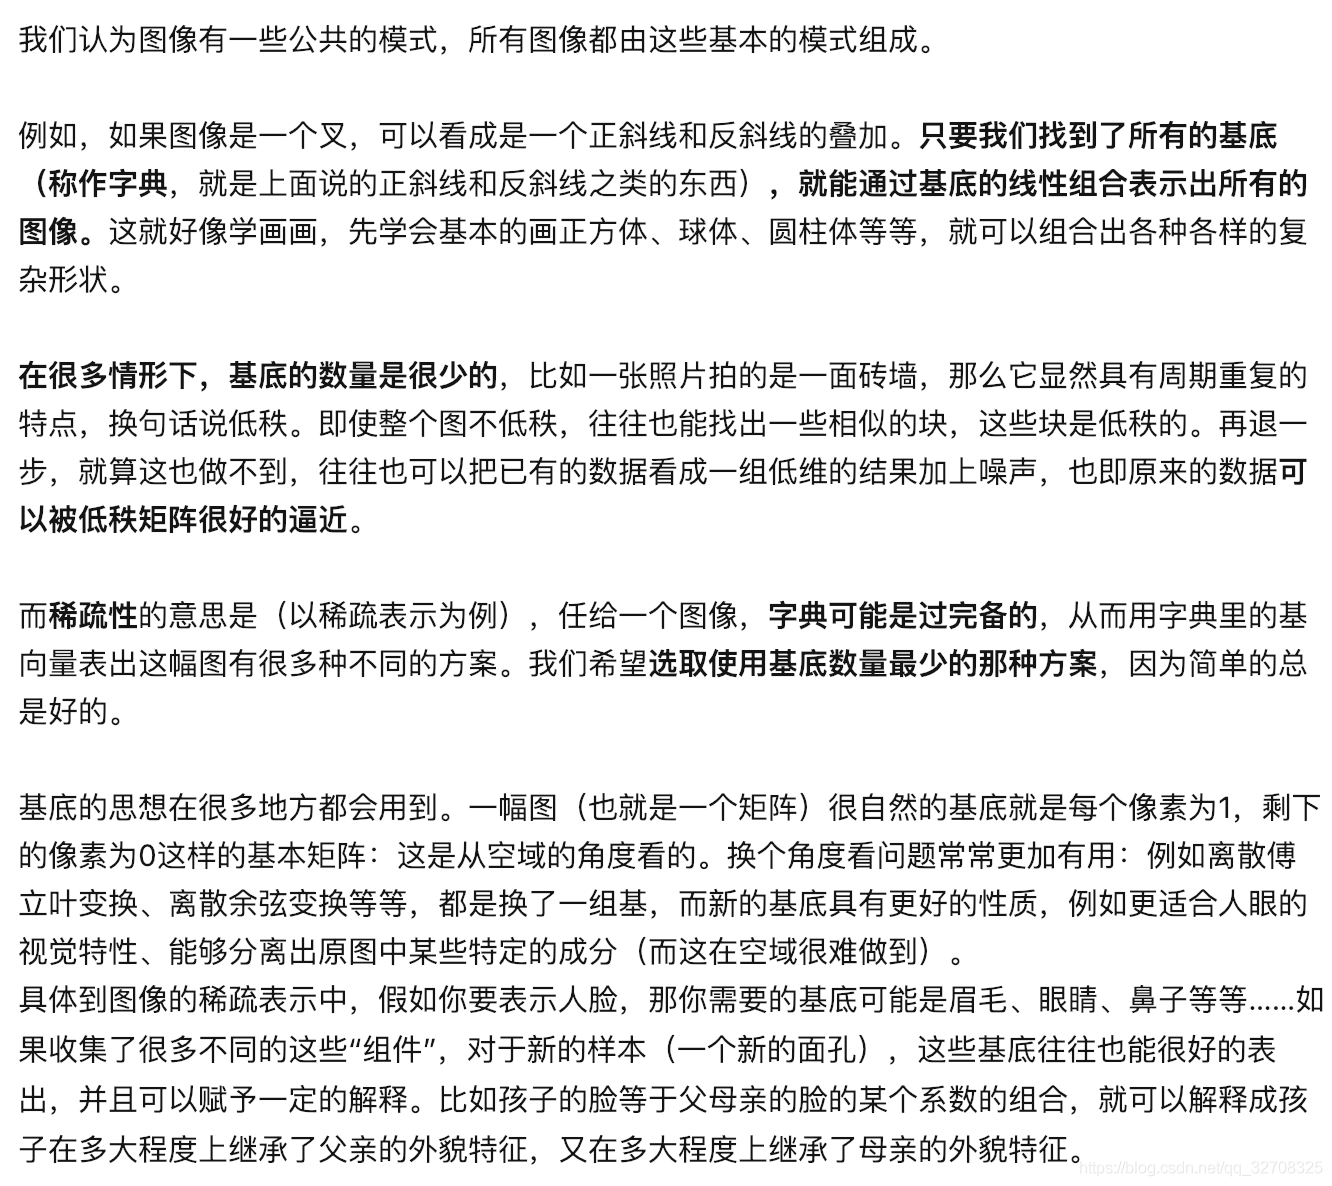 我们认为图像有一些公共的模式，所有图像都由这些基本的模式组成。
例如，如果图像是一个叉，可以看成是一个正斜线和反斜线的叠加。只要我们找到了所有的基底
（称作字典，就是上面说的正斜线和反斜线之类的东西），就能通过基底的线性组合表示出所有的
图像。这就好像学画画，先学会基本的画正方体、球体、圆柱体等等，就可以组合出各种各样的复
杂形状。
在很多情形下，基底的数量是很少的，比如一张照片拍的是一面砖墙，那么它显然具有周期重复的
特点，换句话说低秩。即使整个图不低秩，往往也能找出一些相似的块，这些块是低秩的。再退一
步，就算这也做不到，往往也可以把已有的数据看成一组低维的结果加上噪声，也即原来的数据可
以被低秩矩阵很好的逼近。
而稀疏性的意思是（以稀疏表示为例），任给一个图像，字典可能是过完备的，从而用字典里的基
向量表出这幅图有很多种不同的方案。我们希望选取使用基底数量最少的那种方案，因为简单的总
是好的。
基底的思想在很多地方都会用到。一幅图（也就是一个矩阵）很自然的基底就是每个像素为1，剩下
的像素为0这样的基本矩阵：这是从空域的角度看的。换个角度看问题常常更加有用：例如离散傅
立叶变换、离散余弦变换等等，都是换了一组基，而新的基底具有更好的性质，例如更适合人眼的
视觉特性、能够分离出原图中某些特定的成分（而这在空域很难做到）。
具体到图像的稀疏表示中，假如你要表示人脸，那你需要的基底可能是眉毛、眼睛、鼻子等等……如
果收集了很多不同的这些“组件”，对于新的样本（一个新的面孔），这些基底往往也能很好的表
出，并且可以赋予一定的解释。比如孩子的脸等于父母亲的脸的某个系数的组合，就可以解释成孩
子在多大程度上继承了父亲的外貌特征，又在多大程度上继承了母亲的外貌特征。
https://blog.csdn.net/qq_32708325